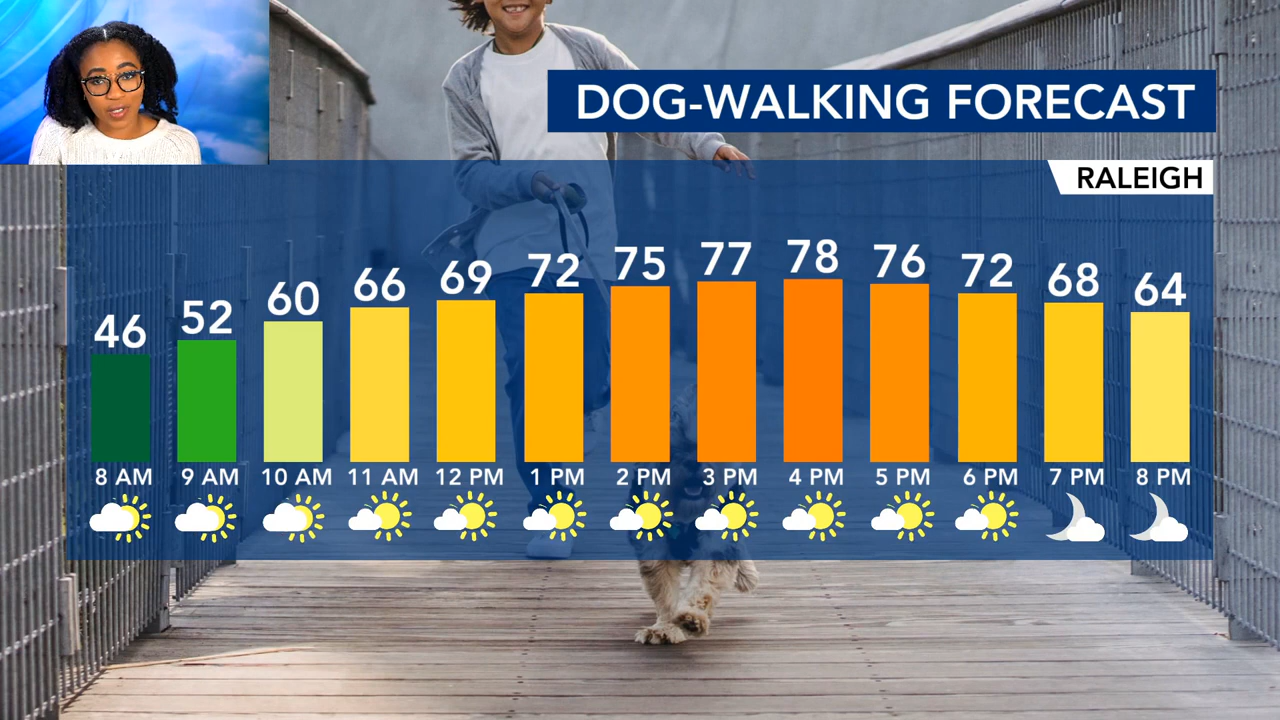 DOG-WALKING FORECAST
RALEIGH
46 52 60 66 69 72 75 77 78 76 72 68 64
8 AM 9 AM 10 AM 11 AM 12 PM 1 PM 2 PM 3 PM 4 PM 5 PM 6 PM 7 PM 8 PM